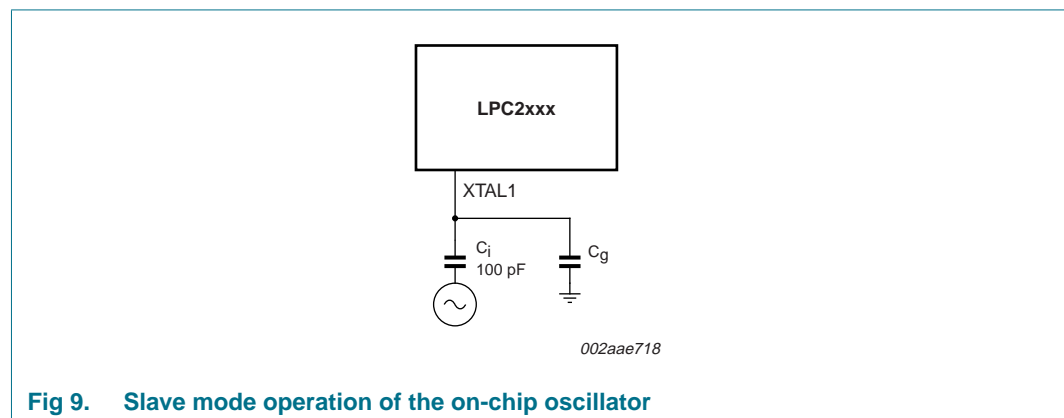 LPC2xxx
XTAL1
Ci
100 pF
Cg
002aae718
Fig 9. Slave mode operation of the on-chip oscillator